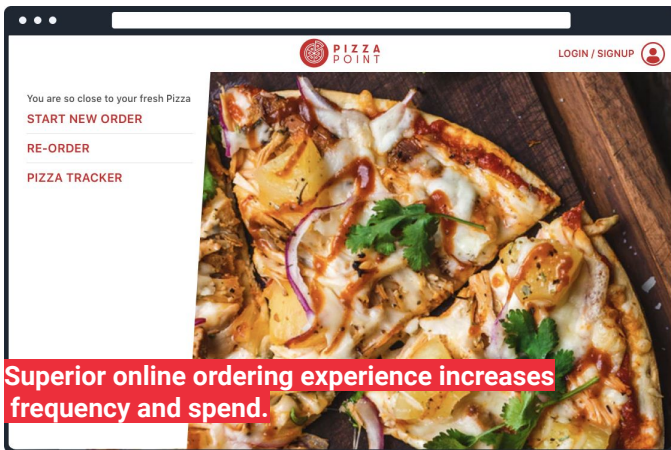 PIZZA
POINT
LOGIN / SIGNUP
You are so close to your fresh Pizza
START NEW ORDER
RE-ORDER
PIZZA TRACKER
Superior online ordering experience increases
frequency and spend.